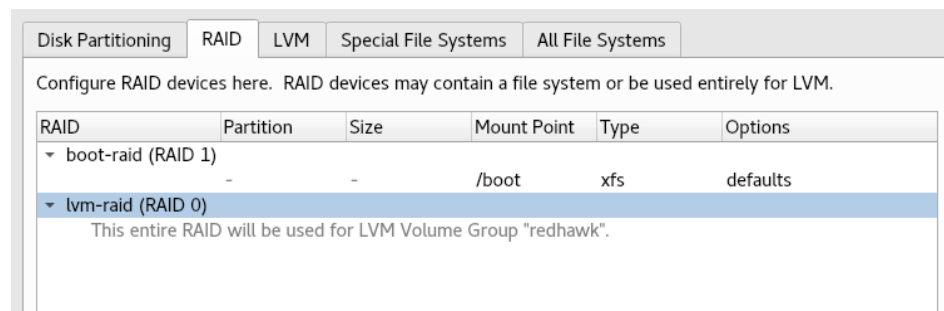 Disk Partitioning RAID LVM Special File Systems All File Systems
Configure RAID devices here. RAID devices may contain a file system or be used entirely for LVM.
RAID Partition Size Mount Point Type Options
boot-raid (RAID 1)
- - /boot xfs defaults
lvm-raid (RAID 0)
This entire RAID will be used for LVM Volume Group "redhawk".